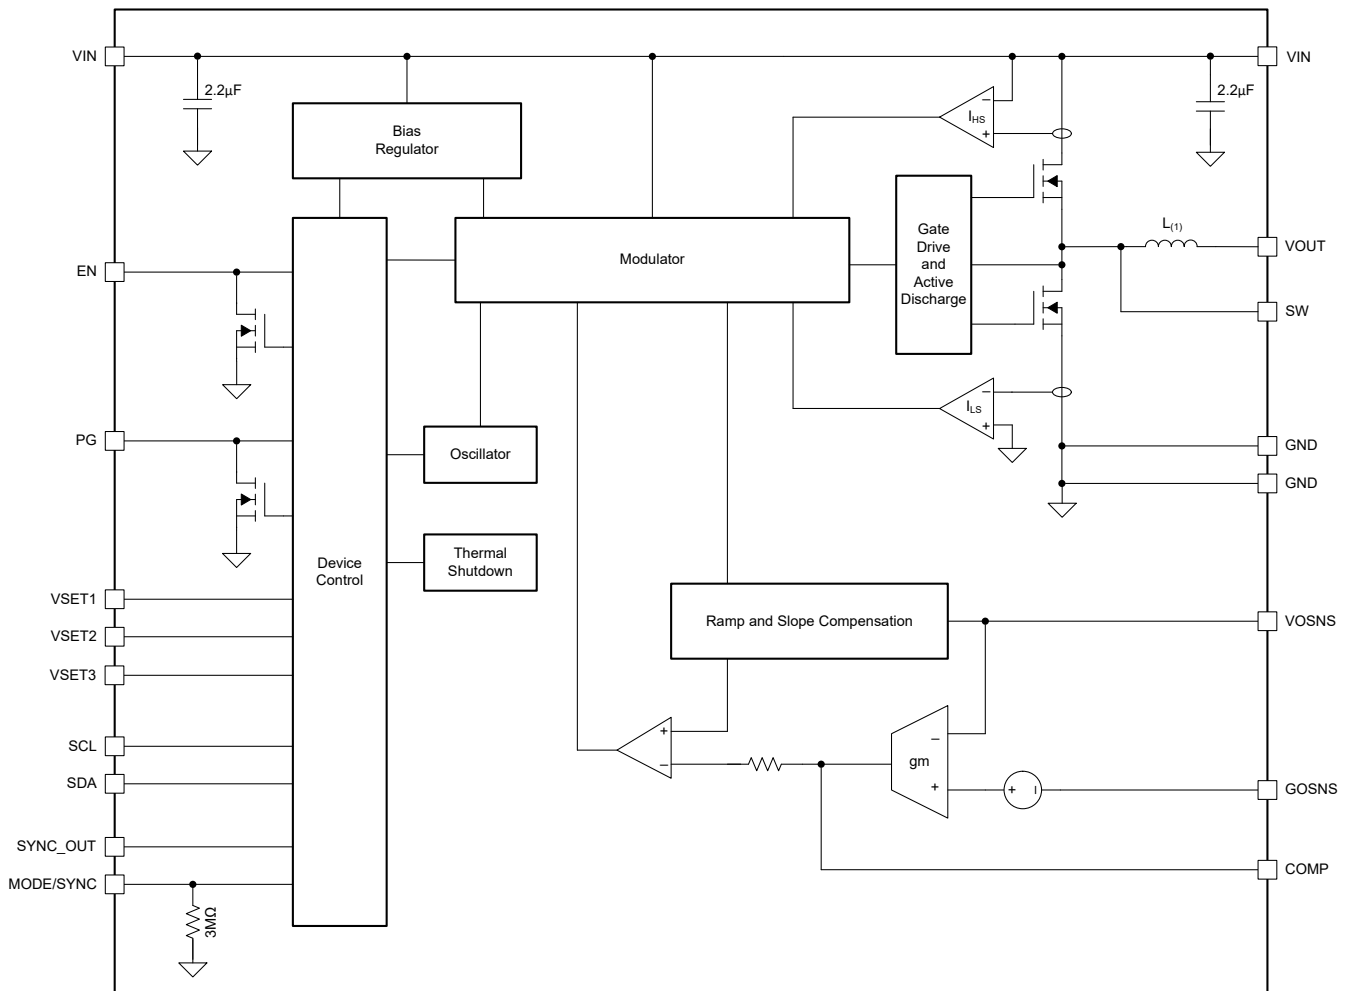 VIN
VIN
2.2µF
2.2µF
Bias
Regulator
IHS
−
+
Gate
Drive
and
Active
Discharge
L(1)
VOUT
EN
Modulator
SW
ILS
−
+
PG
GND
Oscillator
GND
Device
Control
Thermal
Shutdown
VSET1
VSET2
VSET3
Ramp and Slope Compensation
VOSNS
SCL
SDA
+
−
gm
−
+
+
−
GOSNS
SYNC_OUT
MODE/SYNC
COMP
3MΩ